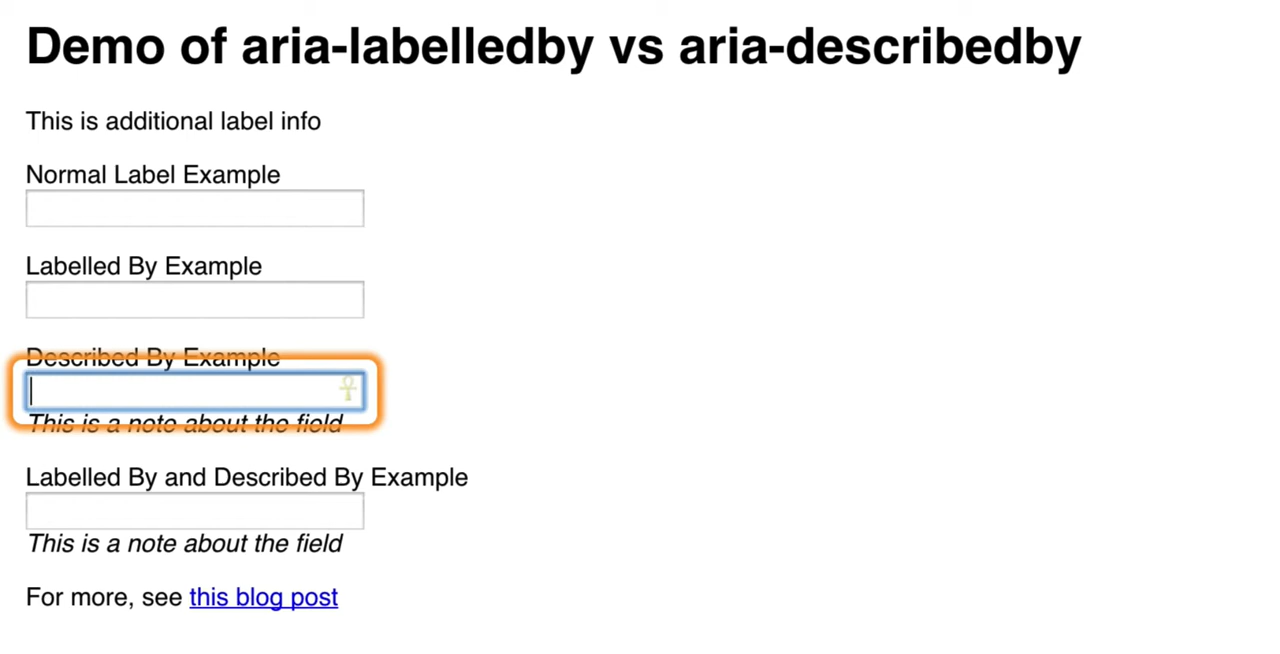 Demo of aria-labelledby vs aria-describedby
This is additional label info
Normal Label Example
Labelled By Example
Described By Example
This is a note about the field
Labelled By and Described By Example
This is a note about the field
For more, see this blog post